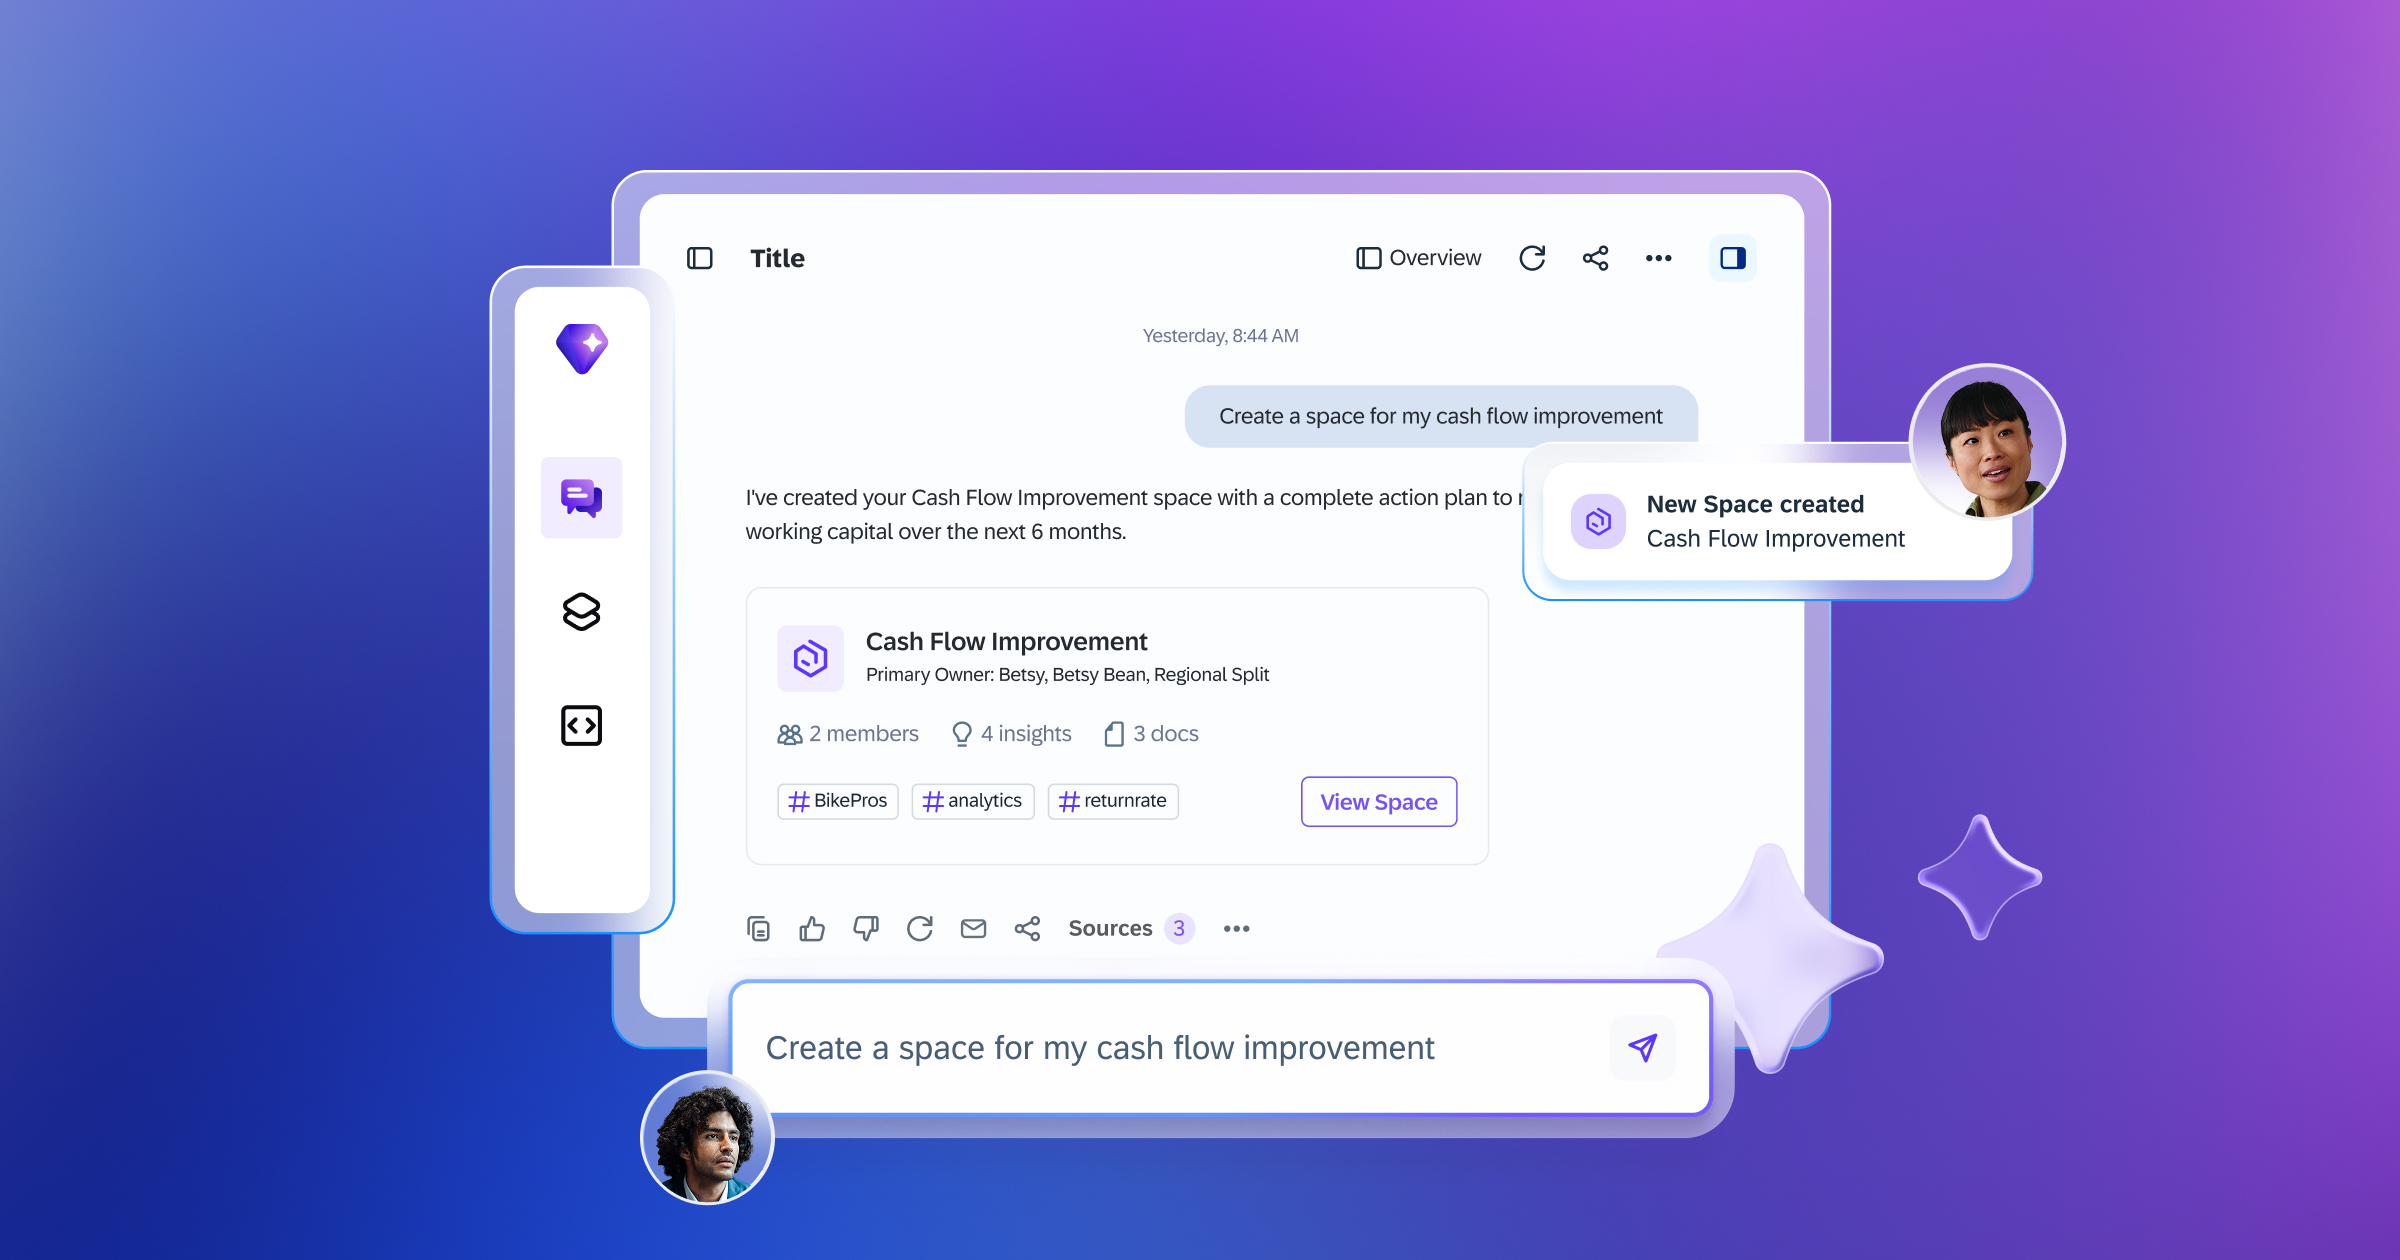 Title
Overview
Yesterday, 8:44 AM
Create a space for my cash flow improvement
I've created your Cash Flow Improvement space with a complete action plan to
working capital over the next 6 months.
New Space created
Cash Flow Improvement
Cash Flow Improvement
Primary Owner: Betsy, Betsy Bean, Regional Split
2 members 4 insights 3 docs
# BikePros # analytics # returnrate
View Space
Sources 3
Create a space for my cash flow improvement